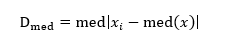 D_med = med|x_i − med(x)|